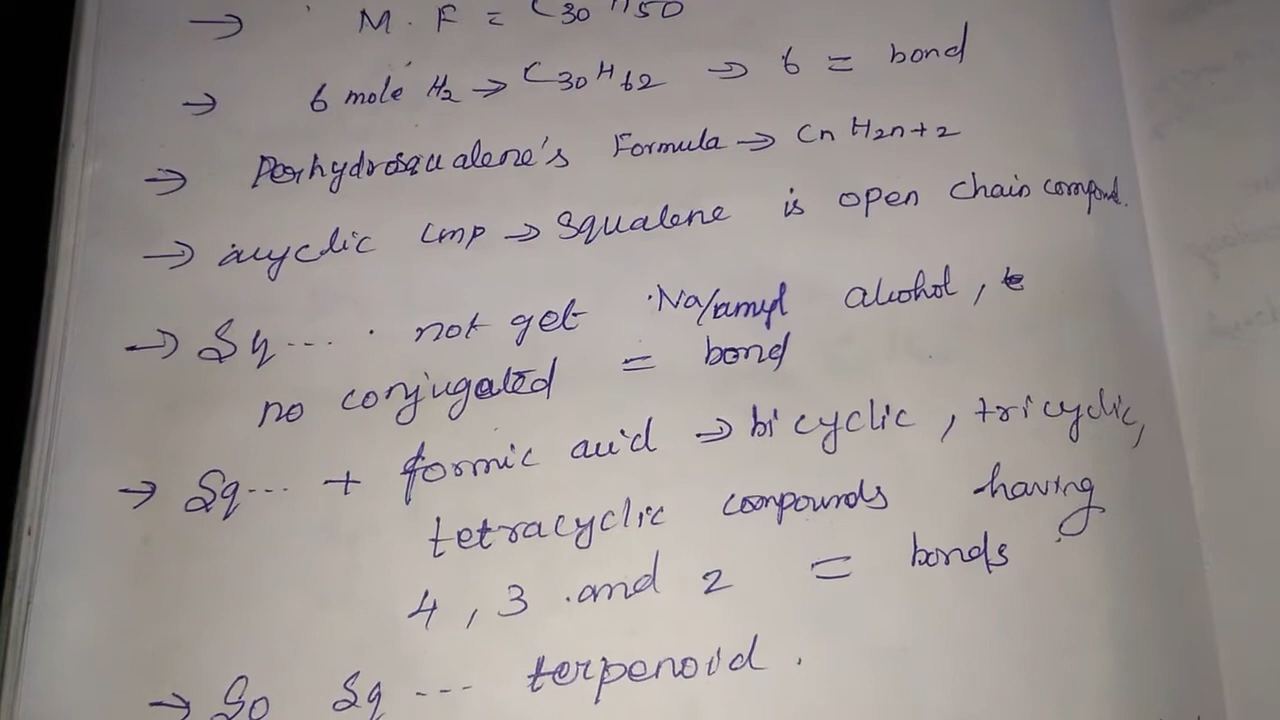 → M.F = C30H50
→ 6 mole H2 → C30H62 ⇒ 6 = bond
→ Perhydrosqualene's Formula → CnH2n+2
→ acyclic cmp → Squalene is open chain compound.
→ Sq... not get Na/amyl alcohol,
no conjugated = bond
→ Sq... + formic acid → bicyclic, tricyclic,
tetracyclic compounds having
4, 3 and 2 = bonds
→ So Sq --- terpenoid.